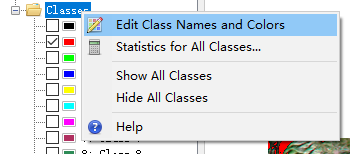 Classes
Edit Class Names and Colors
Statistics for All Classes...
Show All Classes
Hide All Classes
Help